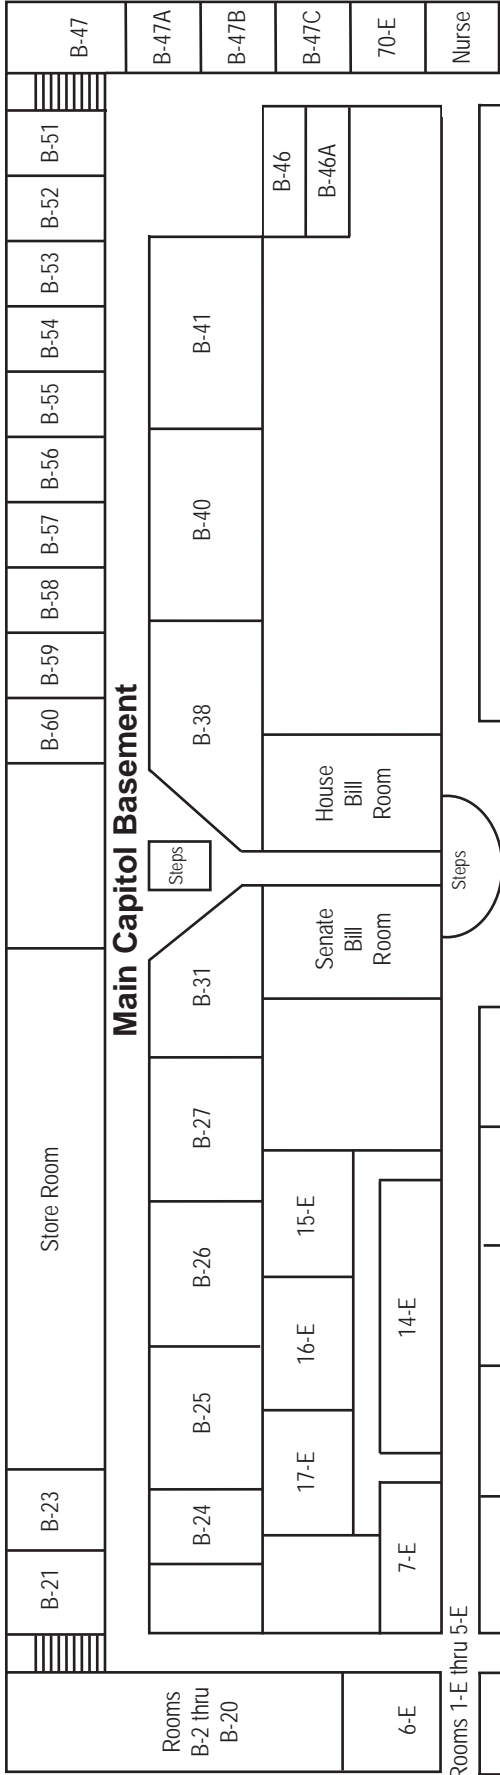 Main Capitol Basement
B-47
B-47A
B-47B
B-47C
70-E
Nurse
B-51
B-52
B-53
B-54
B-55
B-56
B-57
B-58
B-59
B-60
Store Room
B-23
B-21
B-46
B-46A
B-41
B-40
B-38
Steps
B-31
B-27
B-26
B-25
B-24
House
Bill
Room
Senate
Bill
Room
Steps
15-E
16-E
17-E
14-E
7-E
Rooms
B-2 thru
B-20
6-E
Rooms 1-E thru 5-E